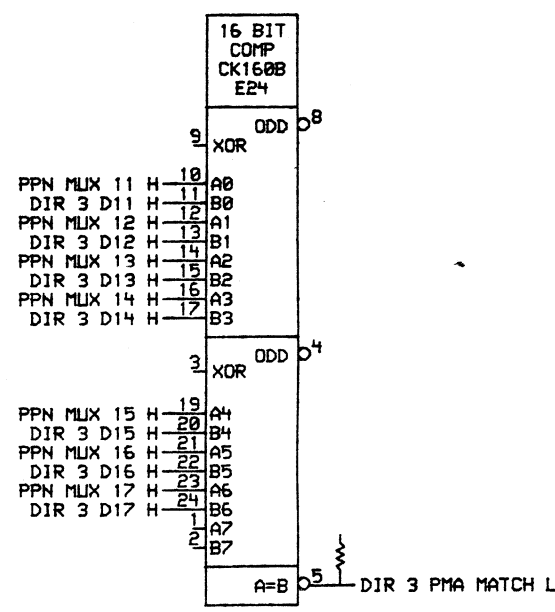 16 BIT
COMP
CK160B
E24
ODD 8
9 XOR
PPN MUX 11 H 10 A0
DIR 3 D11 H 11 B0
PPN MUX 12 H 12 A1
DIR 3 D12 H 13 B1
PPN MUX 13 H 14 A2
DIR 3 D13 H 15 B2
PPN MUX 14 H 16 A3
DIR 3 D14 H 17 B3
ODD 4
3 XOR
PPN MUX 15 H 19 A4
DIR 3 D15 H 20 B4
PPN MUX 16 H 21 A5
DIR 3 D16 H 22 B5
PPN MUX 17 H 23 A6
DIR 3 D17 H 24 B6
1 A7
2 B7
A=B 5 DIR 3 PMA MATCH L